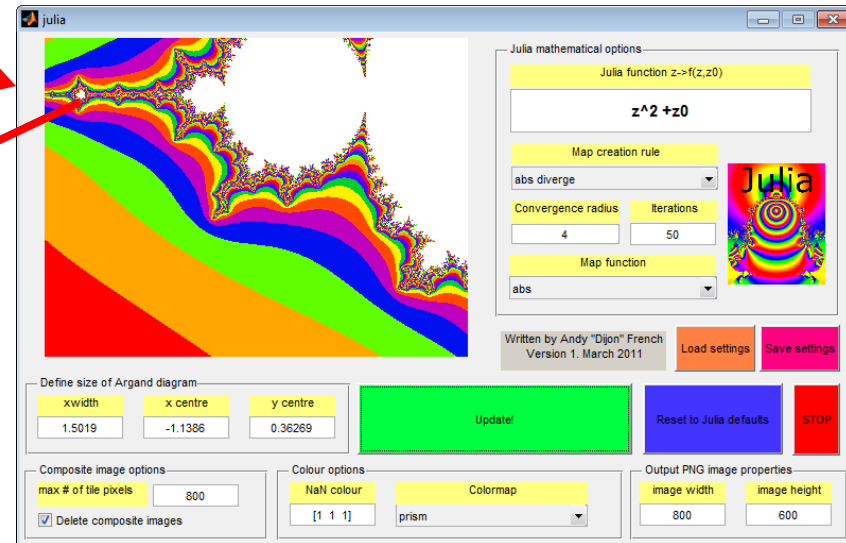 julia
Julia mathematical options
Julia function z->f(z,z0)
z^2 +z0
Map creation rule
abs diverge
Convergence radius Iterations
4 50
Map function
abs
Julia
Written by Andy "Dijon" French
Version 1. March 2011
Load settings Save settings
Define size of Argand diagram
xwidth x centre y centre
1.5019 -1.1386 0.36269
Update!
Reset to Julia defaults
STOP
Composite image options
max # of tile pixels 800
Delete composite images
Colour options
NaN colour Colormap
[1 1 1] prism
Output PNG image properties
image width image height
800 600